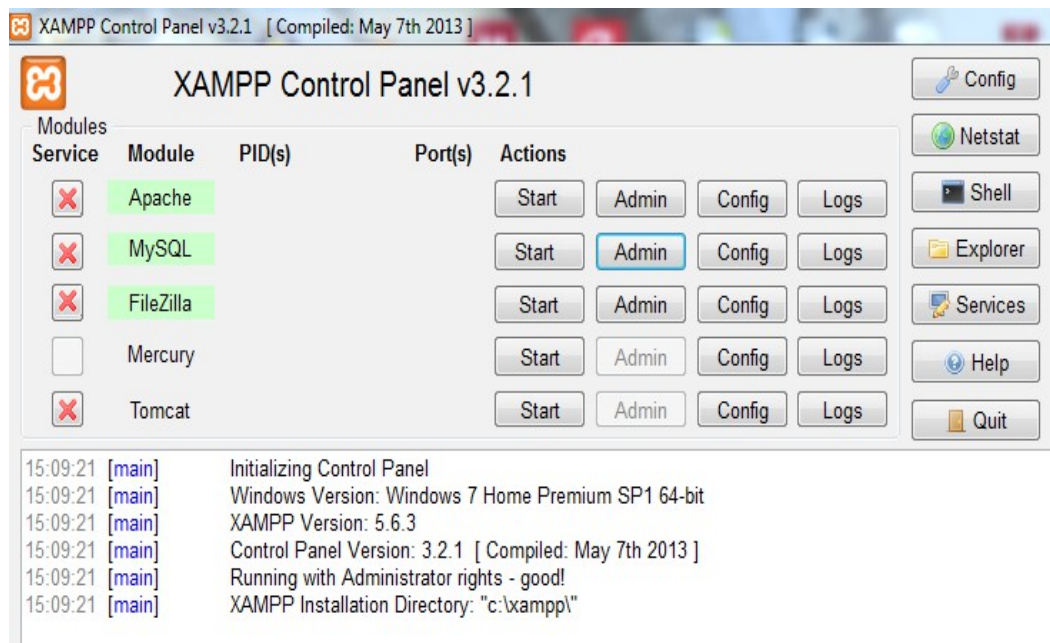 XAMPP Control Panel v3.2.1 [ Compiled: May 7th 2013 ]
XAMPP Control Panel v3.2.1
Config
Modules
Netstat
Service Module PID(s) Port(s) Actions
Apache Start Admin Config Logs
Shell
MySQL Start Admin Config Logs
Explorer
FileZilla Start Admin Config Logs
Services
Mercury Start Admin Config Logs
Help
Tomcat Start Admin Config Logs
Quit
15:09:21 [main] Initializing Control Panel
15:09:21 [main] Windows Version: Windows 7 Home Premium SP1 64-bit
15:09:21 [main] XAMPP Version: 5.6.3
15:09:21 [main] Control Panel Version: 3.2.1 [ Compiled: May 7th 2013 ]
15:09:21 [main] Running with Administrator rights - good!
15:09:21 [main] XAMPP Installation Directory: "c:\xampp\"